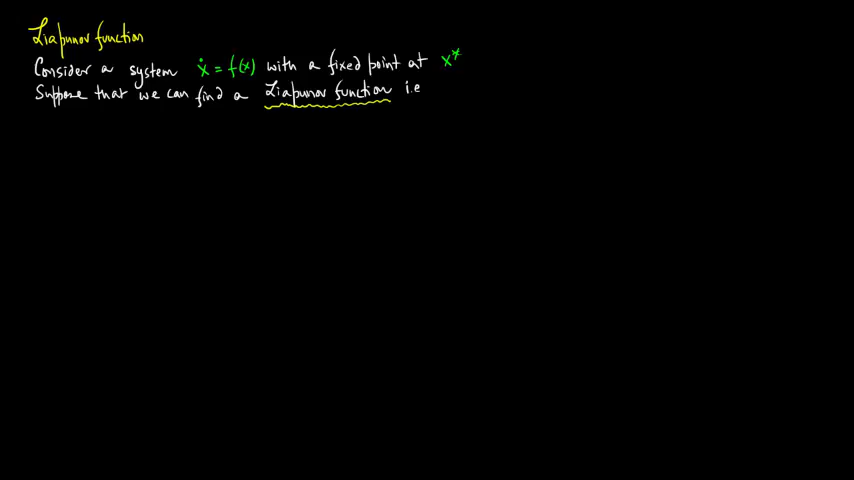 Liapunov function
Consider a system ẋ = f(x) with a fixed point at x*
Suppose that we can find a Liapunov function i.e